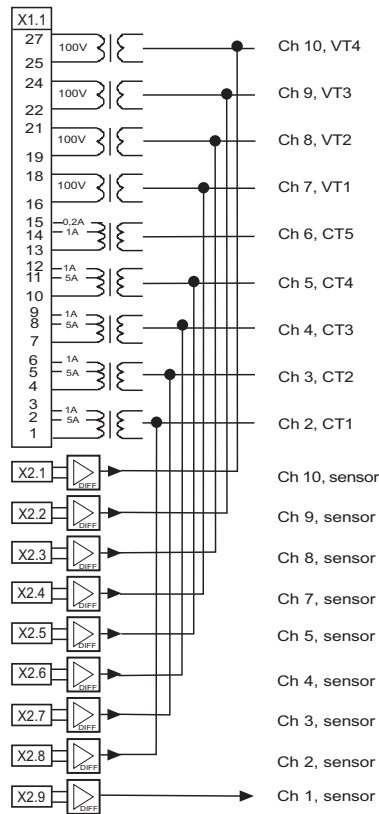 X1.1
27
100V
25
Ch 10, VT4
24
100V
22
Ch 9, VT3
21
100V
19
Ch 8, VT2
18
100V
16
Ch 7, VT1
15 0,2A
14 1A
13
Ch 6, CT5
12 1A
11 5A
10
Ch 5, CT4
9 1A
8 5A
7
Ch 4, CT3
6 1A
5 5A
4
Ch 3, CT2
3 1A
2 5A
1
Ch 2, CT1
X2.1 DIFF Ch 10, sensor
X2.2 DIFF Ch 9, sensor
X2.3 DIFF Ch 8, sensor
X2.4 DIFF Ch 7, sensor
X2.5 DIFF Ch 5, sensor
X2.6 DIFF Ch 4, sensor
X2.7 DIFF Ch 3, sensor
X2.8 DIFF Ch 2, sensor
X2.9 DIFF Ch 1, sensor